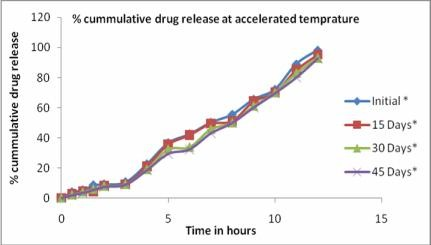 % cummulative drug release at accelerated temprature
% cummulative drug release
120
100
80
60
40
20
0
0
5
10
15
Time in hours
Initial *
15 Days*
30 Days*
45 Days*